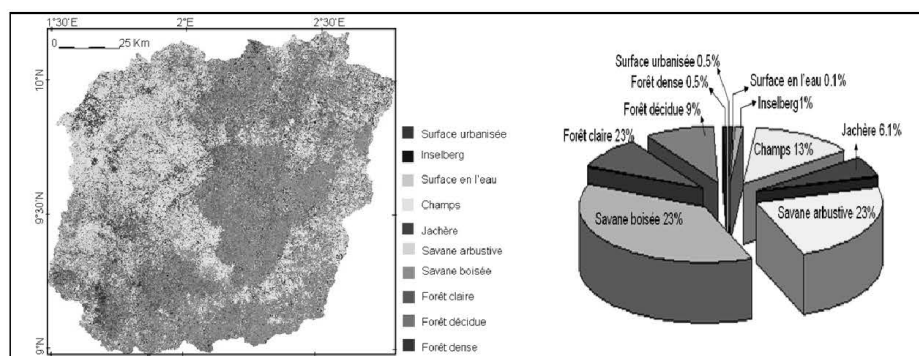 1°30'E 2°E 2°30'E
0 25 Km
10°N
9°30'N
9°N
Surface urbanisée
Inselberg
Surface en l'eau
Champs
Jachère
Savane arbustive
Savane boisée
Forêt claire
Forêt décidue
Forêt dense
Surface urbanisée 0.5%
Forêt dense 0.5%
Surface en l'eau 0.1%
Forêt décidue 9%
Inselberg1%
Forêt claire 23%
Champs 13%
Jachère 6.1%
Savane boisée 23%
Savane arbustive 23%